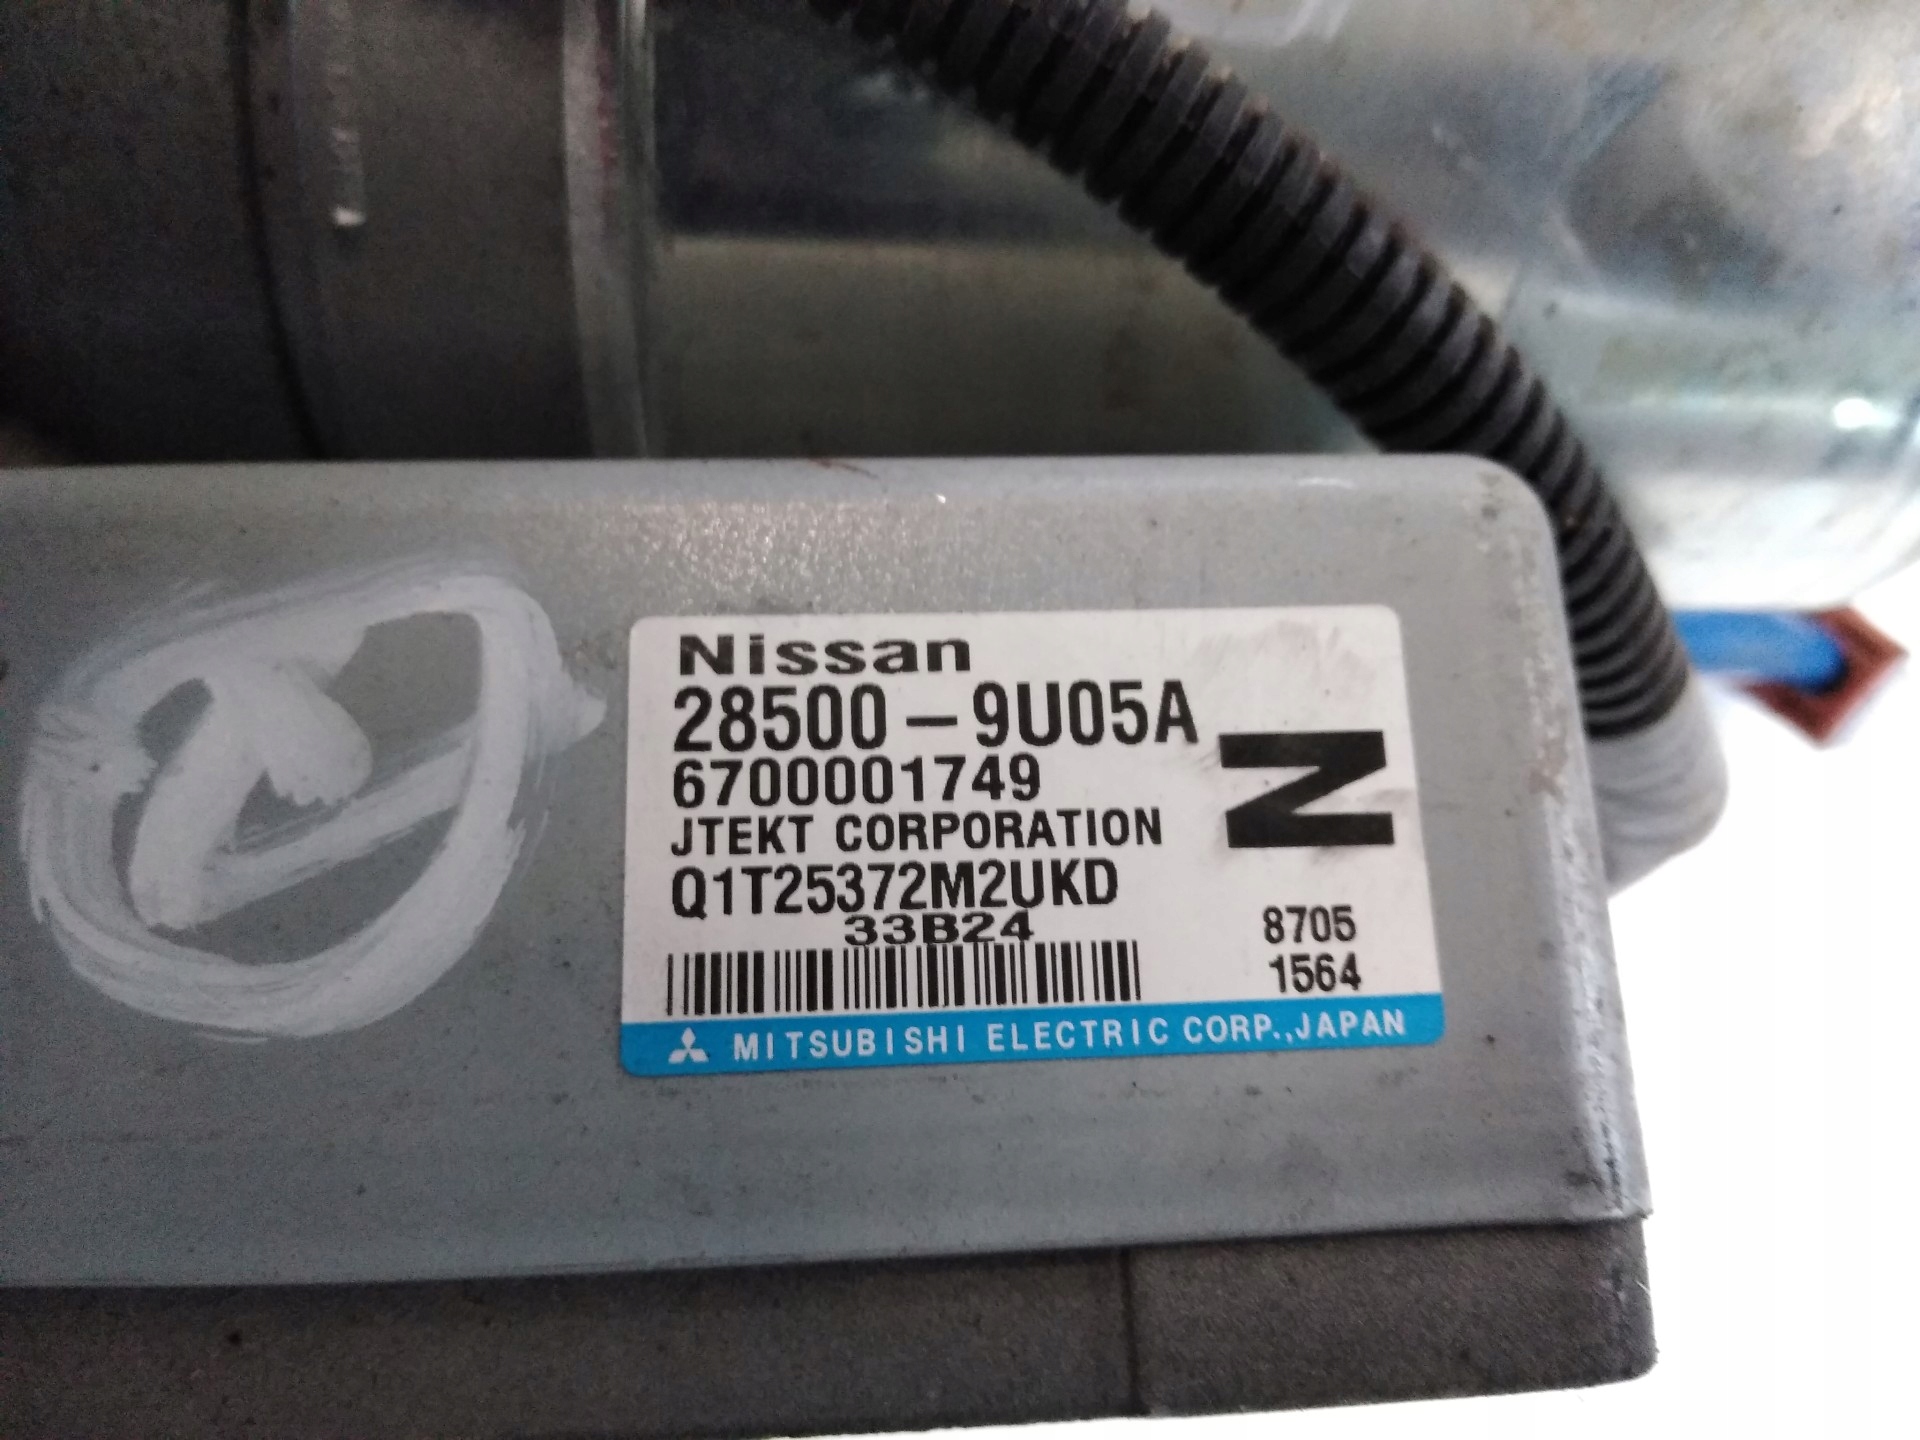 Nissan
28500-9U05A
6700001749
JTEKT CORPORATION
Q1T25372M2UKD
33B24
N
8705
1564
MITSUBISHI ELECTRIC CORP.,JAPAN